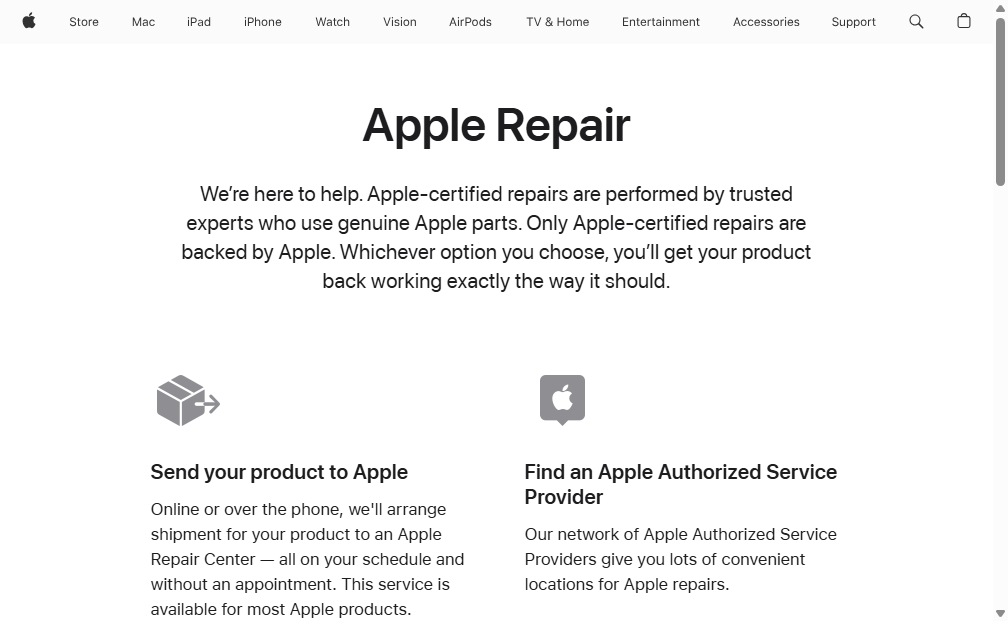 Store Mac iPad iPhone Watch Vision AirPods TV & Home Entertainment Accessories Support
Apple Repair
We’re here to help. Apple-certified repairs are performed by trusted
experts who use genuine Apple parts. Only Apple-certified repairs are
backed by Apple. Whichever option you choose, you’ll get your product
back working exactly the way it should.
Send your product to Apple
Online or over the phone, we'll arrange
shipment for your product to an Apple
Repair Center — all on your schedule and
without an appointment. This service is
available for most Apple products.
Find an Apple Authorized Service
Provider
Our network of Apple Authorized Service
Providers give you lots of convenient
locations for Apple repairs.